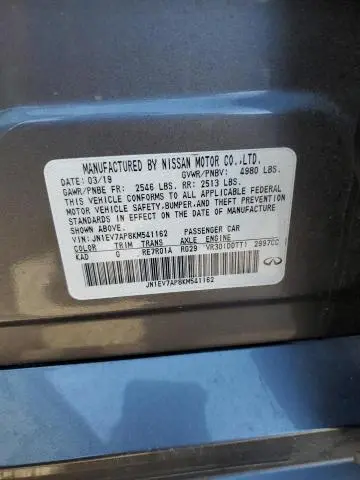 MANUFACTURED BY NISSAN MOTOR CO.,LTD.
DATE: 03/19 GVWR/PNBV: 4980 LBS.
GAWR/PNBE FR: 2546 LBS. RR: 2513 LBS.
THIS VEHICLE CONFORMS TO ALL APPLICABLE FEDERAL
MOTOR VEHICLE SAFETY,BUMPER,AND THEFT PREVENTION
STANDARDS IN EFFECT ON THE DATE OF MANUFACTURE
SHOWN ABOVE.
VIN: JN1EV7AP8KM541162 PASSENGER CAR
COLOR TRIM TRANS AXLE ENGINE
KAD G RE7R01A RG29 VR30(DDTT) 2997CC
JN1EV7AP8KM541162